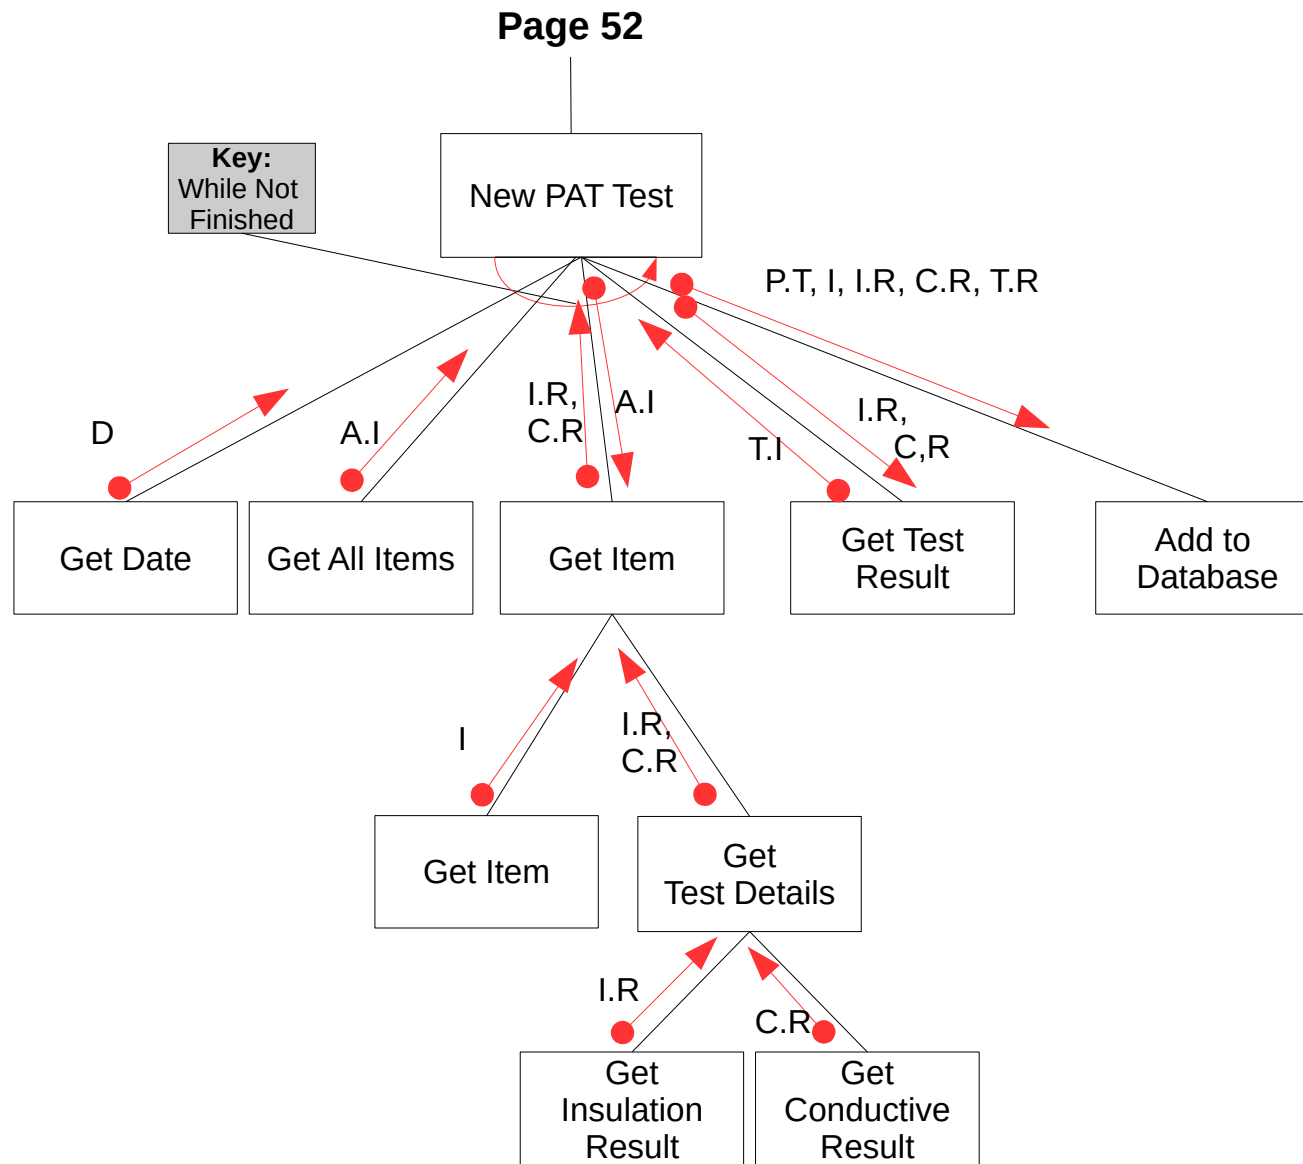 Page 52
Key:
While Not
Finished
New PAT Test
P.T, I, I.R, C.R, T.R
D
A.I
I.R,
C.R
A.I
T.I
I.R,
C,R
Get Date
Get All Items
Get Item
Get Test
Result
Add to
Database
I
I.R,
C.R
Get Item
Get
Test Details
I.R
C.R
Get
Insulation
Result
Get
Conductive
Result